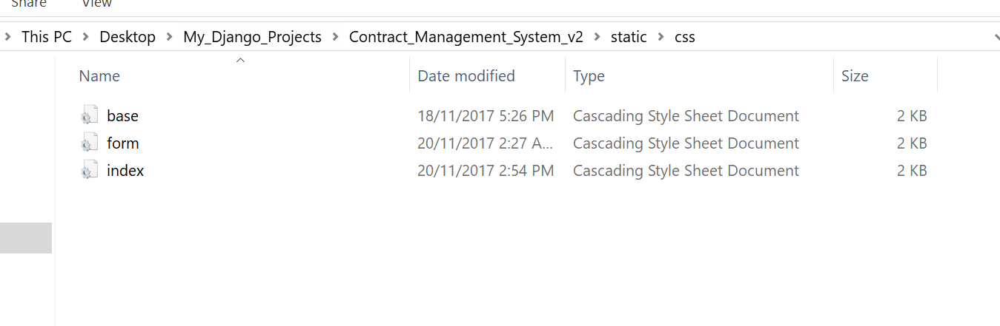 Share View
This PC Desktop My_Django_Projects Contract_Management_System_v2 static css
Name Date modified Type Size
base 18/11/2017 5:26 PM Cascading Style Sheet Document 2 KB
form 20/11/2017 2:27 A... Cascading Style Sheet Document 2 KB
index 20/11/2017 2:54 PM Cascading Style Sheet Document 2 KB